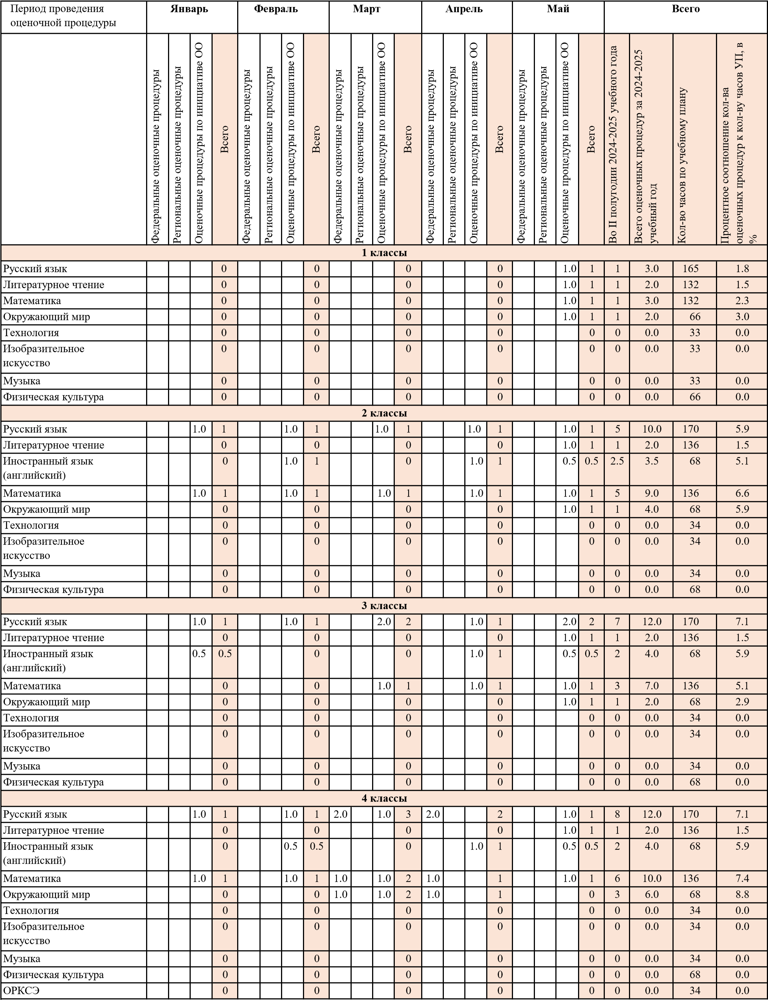 Период проведения
оценочной процедуры
Январь Февраль Март Апрель Май Всего
Федеральные оценочные процедуры
Региональные оценочные процедуры
Оценочные процедуры по инициативе ОО
Всего
Федеральные оценочные процедуры
Региональные оценочные процедуры
Оценочные процедуры по инициативе ОО
Всего
Федеральные оценочные процедуры
Региональные оценочные процедуры
Оценочные процедуры по инициативе ОО
Всего
Федеральные оценочные процедуры
Региональные оценочные процедуры
Оценочные процедуры по инициативе ОО
Всего
Федеральные оценочные процедуры
Региональные оценочные процедуры
Оценочные процедуры по инициативе ОО
Всего
Во II полугодии 2024-2025 учебного года
Всего оценочных процедур за 2024-2025
учебный год
Кол-во часов по учебному плану
Процентное соотношение кол-ва
оценочных процедур к кол-ву часов УП, в
%
1 классы
Русский язык 0 0 0 0 1.0 1 1 3.0 165 1.8
Литературное чтение 0 0 0 0 1.0 1 1 2.0 132 1.5
Математика 0 0 0 0 1.0 1 1 3.0 132 2.3
Окружающий мир 0 0 0 0 1.0 1 1 2.0 66 3.0
Технология 0 0 0 0 0 0 0.0 33 0.0
Изобразительное 0 0 0 0 0 0 0.0 33 0.0
искусство
Музыка 0 0 0 0 0 0 0.0 33 0.0
Физическая культура 0 0 0 0 0 0 0.0 66 0.0
2 классы
Русский язык 1.0 1 1.0 1 1.0 1 1.0 1 1.0 1 5 10.0 170 5.9
Литературное чтение 0 0 0 0 1.0 1 1 2.0 136 1.5
Иностранный язык 0 1.0 1 0 1.0 1 0.5 0.5 2.5 3.5 68 5.1
(английский)
Математика 1.0 1 1.0 1 1.0 1 1.0 1 1.0 1 5 9.0 136 6.6
Окружающий мир 0 0 0 0 1.0 1 1 4.0 68 5.9
Технология 0 0 0 0 0 0 0.0 34 0.0
Изобразительное 0 0 0 0 0 0 0.0 34 0.0
искусство
Музыка 0 0 0 0 0 0 0.0 34 0.0
Физическая культура 0 0 0 0 0 0 0.0 68 0.0
3 классы
Русский язык 1.0 1 1.0 1 2.0 2 1.0 1 2.0 2 7 12.0 170 7.1
Литературное чтение 0 0 0 0 1.0 1 1 2.0 136 1.5
Иностранный язык 0.5 0.5 0 0 1.0 1 0.5 0.5 2 4.0 68 5.9
(английский)
Математика 0 0 1.0 1 1.0 1 1.0 1 3 7.0 136 5.1
Окружающий мир 0 0 0 0 1.0 1 1 2.0 68 2.9
Технология 0 0 0 0 0 0 0.0 34 0.0
Изобразительное 0 0 0 0 0 0 0.0 34 0.0
искусство
Музыка 0 0 0 0 0 0 0.0 34 0.0
Физическая культура 0 0 0 0 0 0 0.0 68 0.0
4 классы
Русский язык 1.0 1 1.0 1 2.0 1.0 3 2.0 2 1.0 1 8 12.0 170 7.1
Литературное чтение 0 0 0 0 1.0 1 1 2.0 136 1.5
Иностранный язык 0 0.5 0.5 0 1.0 1 0.5 0.5 2 4.0 68 5.9
(английский)
Математика 1.0 1 1.0 1 1.0 1.0 2 1.0 1 1.0 1 6 10.0 136 7.4
Окружающий мир 0 0 1.0 1.0 2 1.0 1 0 3 6.0 68 8.8
Технология 0 0 0 0 0 0 0.0 34 0.0
Изобразительное 0 0 0 0 0 0 0.0 34 0.0
искусство
Музыка 0 0 0 0 0 0 0.0 34 0.0
Физическая культура 0 0 0 0 0 0 0.0 68 0.0
ОРКСЭ 0 0 0 0 0 0 0.0 34 0.0